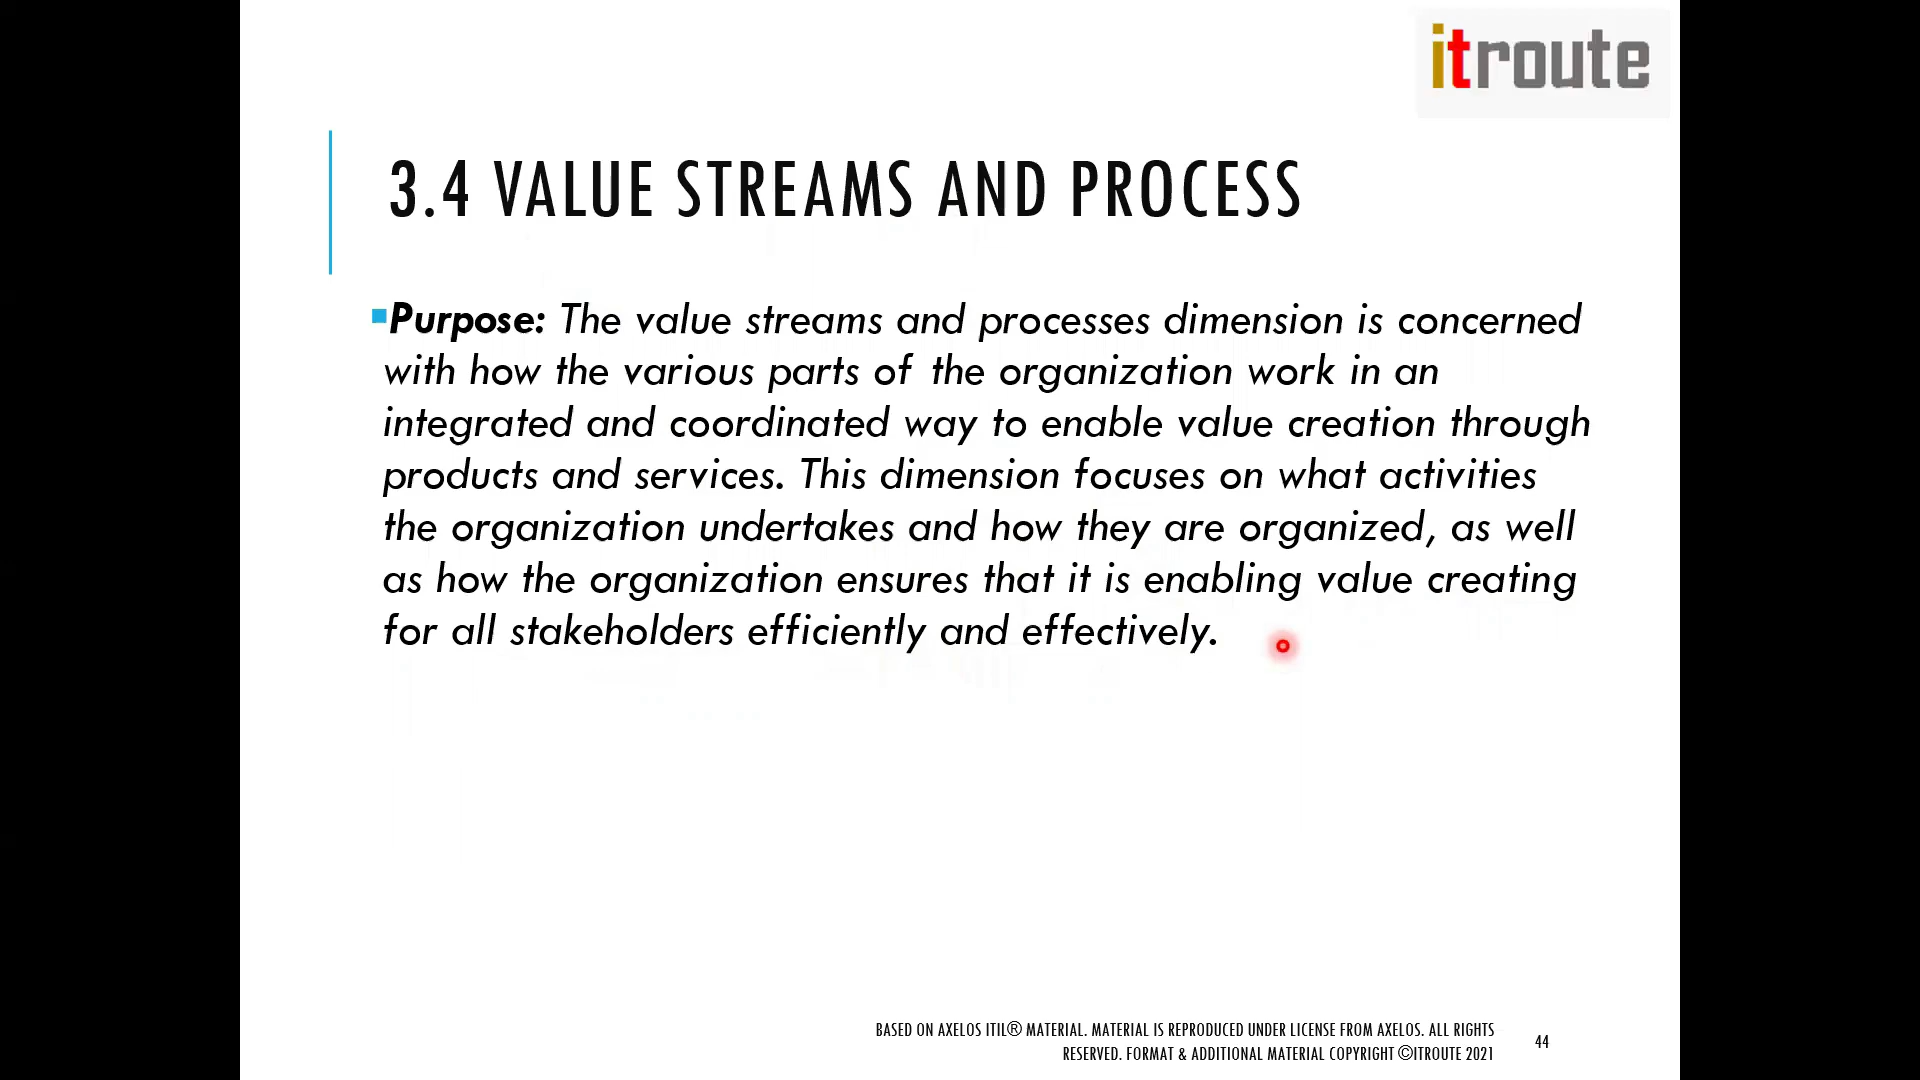 itroute
3.4 VALUE STREAMS AND PROCESS
Purpose: The value streams and processes dimension is concerned
with how the various parts of the organization work in an
integrated and coordinated way to enable value creation through
products and services. This dimension focuses on what activities
the organization undertakes and how they are organized, as well
as how the organization ensures that it is enabling value creating
for all stakeholders efficiently and effectively.
BASED ON AXELOS ITIL® MATERIAL. MATERIAL IS REPRODUCED UNDER LICENSE FROM AXELOS. ALL RIGHTS
RESERVED. FORMAT & ADDITIONAL MATERIAL COPYRIGHT ©ITROUTE 2021
44